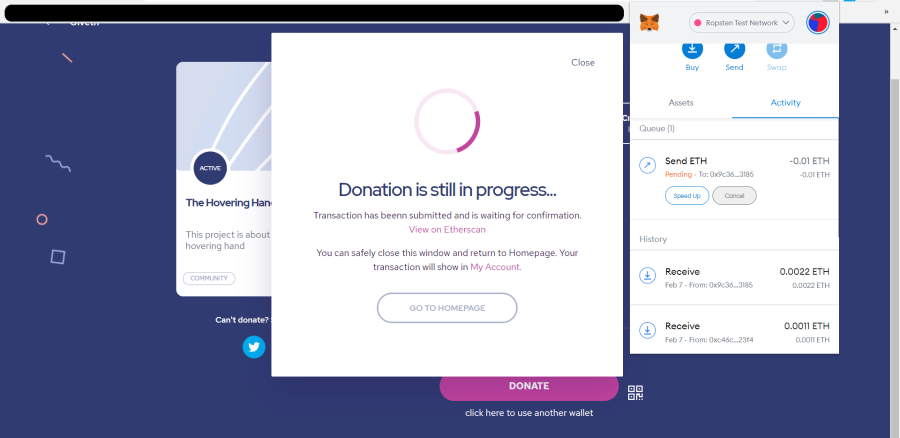 Giveth
Close
Donation is still in progress...
Transaction has beenn submitted and is waiting for confirmation.
View on Etherscan
You can safely close this window and return to Homepage. Your
transaction will show in My Account.
GO TO HOMEPAGE
ACTIVE
The Hovering Han
This project is about
hovering hand
COMMUNITY
Can't donate?
DONATE
click here to use another wallet
Ropsten Test Network
Buy
Send
Swap
Assets
Activity
Queue (1)
Send ETH
-0.01 ETH
Pending · To: 0x9c36...3185
-0.01 ETH
Speed Up
Cancel
History
Receive
0.0022 ETH
Feb 7 · From: 0x9c36...3185
0.0022 ETH
Receive
0.0011 ETH
Feb 7 · From: 0xc46c...23f4
0.0011 ETH